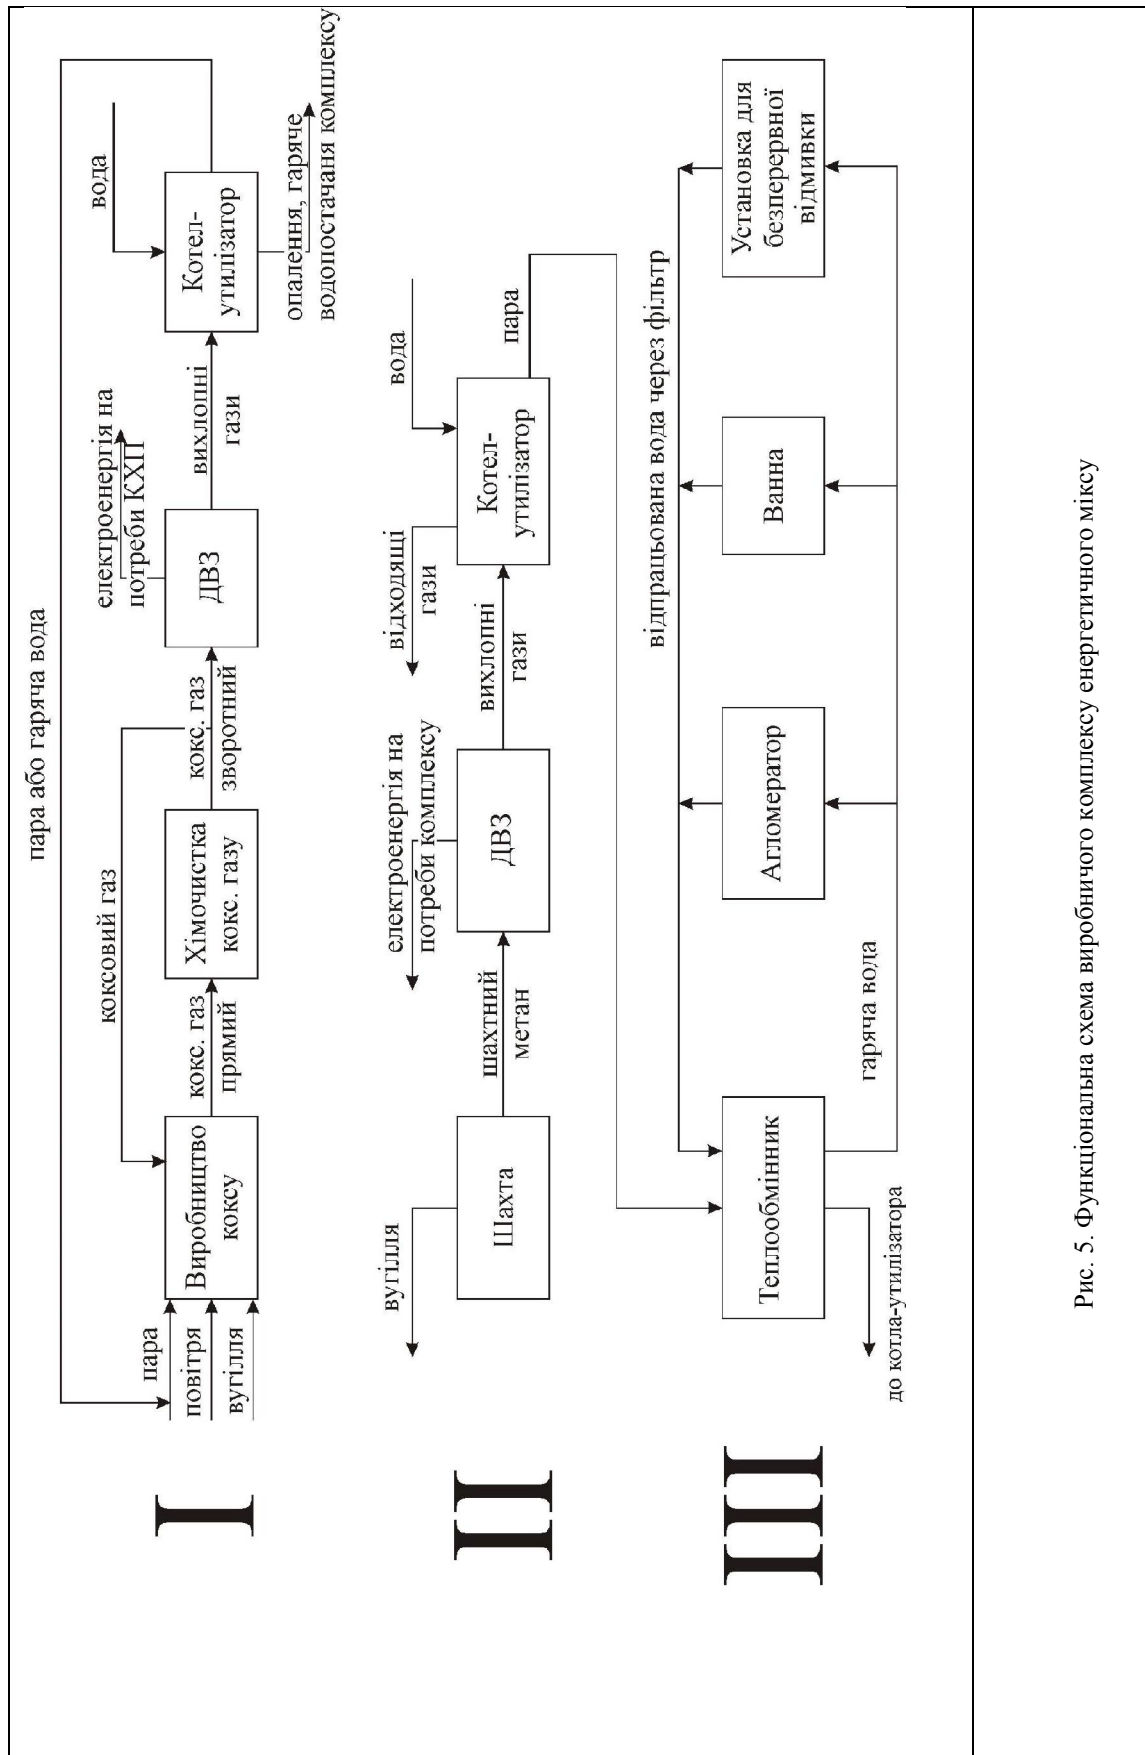 I
пара або гаряча вода
пара
повітря
вугілля
Виробництво
коксу
коксовий газ
кокс. газ
прямий
Хімочистка
кокс. газу
кокс. газ
зворотний
ДВЗ
електроенергія на
потреби КХП
вихлопні
гази
Котел-
утилізатор
вода
опалення, гаряче
водопостачаня комплексу
II
вугілля
Шахта
шахтний
метан
ДВЗ
електроенергія на
потреби комплексу
вихлопні
гази
відходящі
гази
Котел-
утилізатор
вода
пара
III
Теплообмінник
до котла-утилізатора
гаряча вода
відпрацьована вода через фільтр
Агломератор
Ванна
Установка для
безперервної
відмивки
Рис. 5. Функціональна схема виробничого комплексу енергетичного міксу